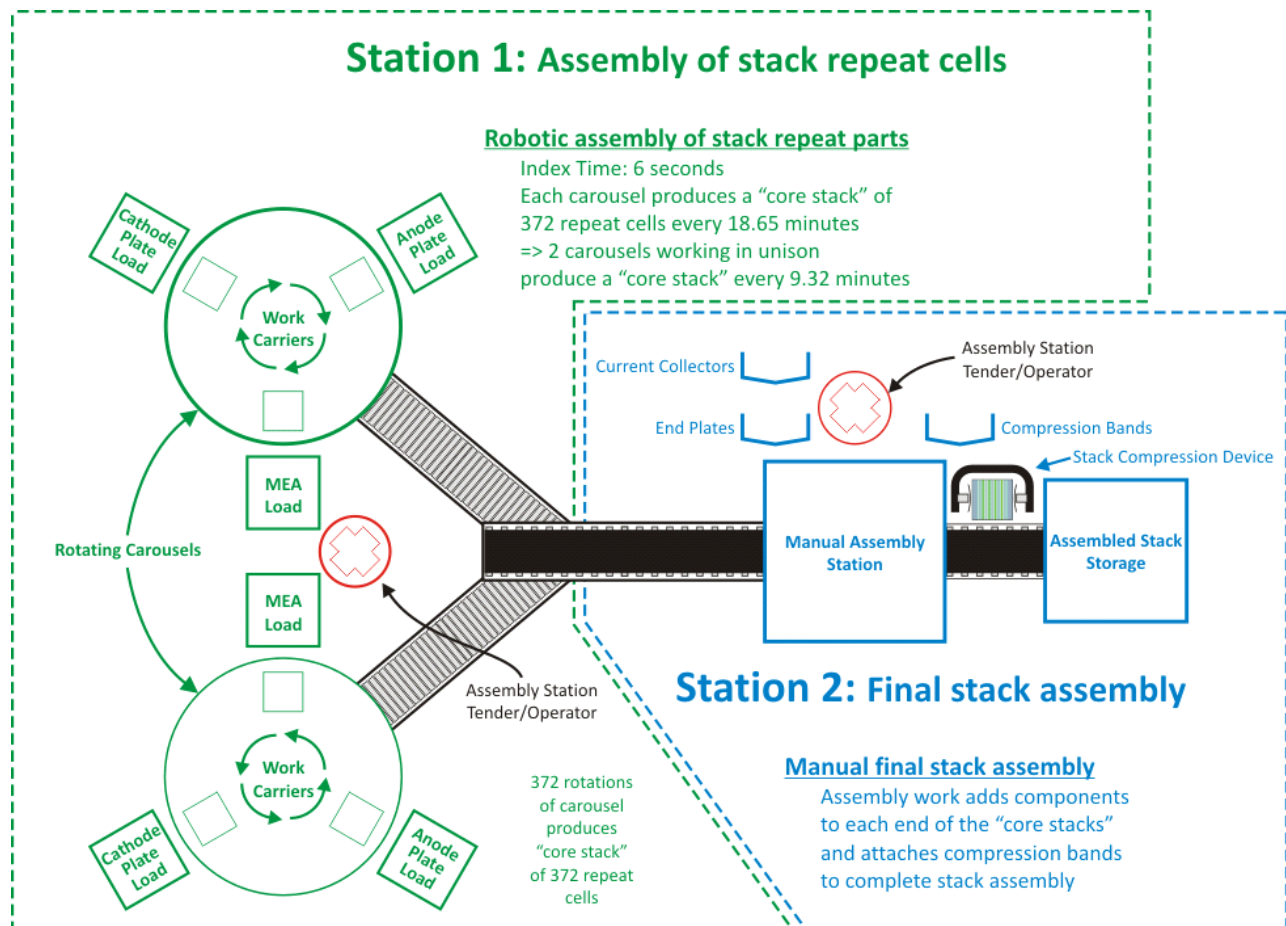 Station 1: Assembly of stack repeat cells
Robotic assembly of stack repeat parts
Index Time: 6 seconds
Each carousel produces a “core stack” of
372 repeat cells every 18.65 minutes
=> 2 carousels working in unison
produce a “core stack” every 9.32 minutes
Cathode
Plate
Load
Anode
Plate
Load
Work
Carriers
MEA
Load
Rotating Carousels
MEA
Load
Assembly Station
Tender/Operator
Work
Carriers
Cathode
Plate
Load
Anode
Plate
Load
372 rotations
of carousel
produces
“core stack”
of 372 repeat
cells
Assembly Station
Tender/Operator
Current Collectors
End Plates
Compression Bands
Stack Compression Device
Manual Assembly
Station
Assembled Stack
Storage
Station 2: Final stack assembly
Manual final stack assembly
Assembly work adds components
to each end of the “core stacks”
and attaches compression bands
to complete stack assembly